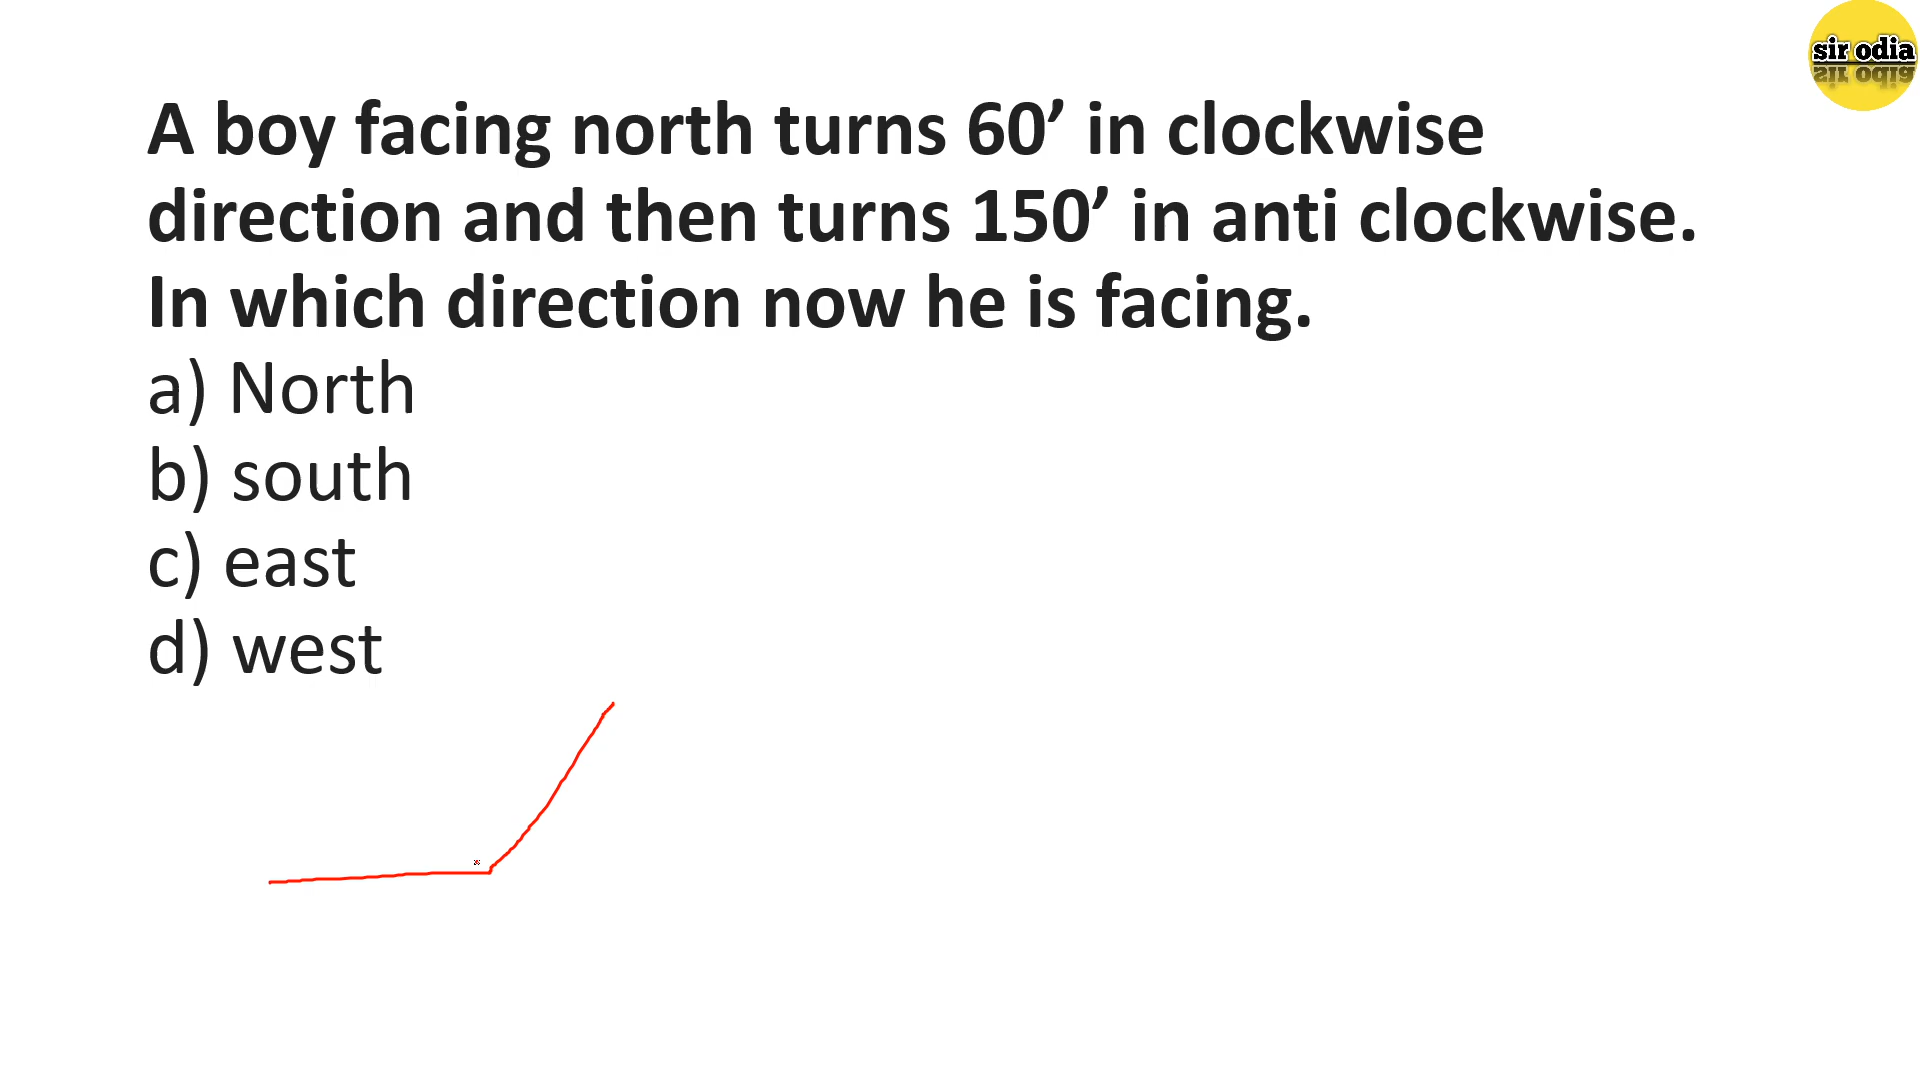 sir odia
A boy facing north turns 60’ in clockwise
direction and then turns 150’ in anti clockwise.
In which direction now he is facing.
a) North
b) south
c) east
d) west